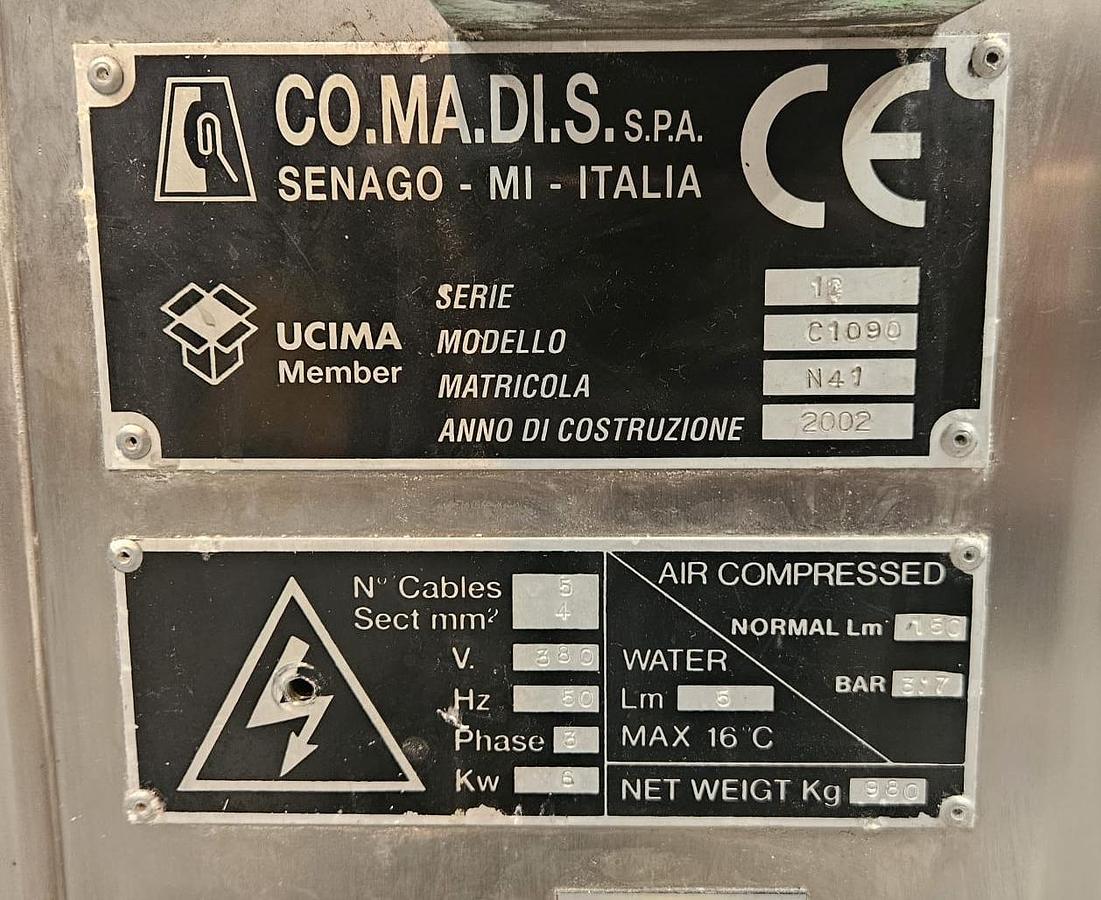 CO.MA.DI.S. S.P.A.
SENAGO - MI - ITALIA
CE
UCIMA
Member
SERIE
MODELLO C1090
MATRICOLA N41
ANNO DI COSTRUZIONE 2002
N° Cables 5
Sect mm² 4
V. 380
Hz 50
Phase 3
Kw 6
AIR COMPRESSED
NORMAL Lm 150
BAR
WATER
Lm 5
MAX 16°C
NET WEIGT Kg 980